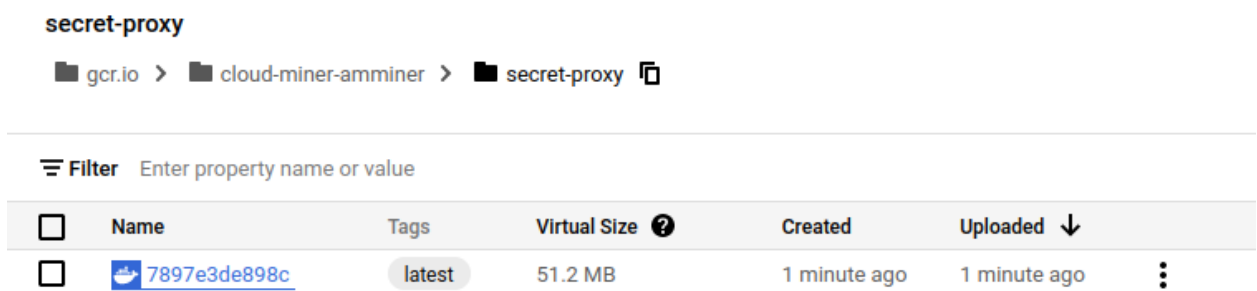 secret-proxy
gcr.io > cloud-miner-amminer > secret-proxy
Filter Enter property name or value
Name Tags Virtual Size ? Created Uploaded ↓
7897e3de898c latest 51.2 MB 1 minute ago 1 minute ago